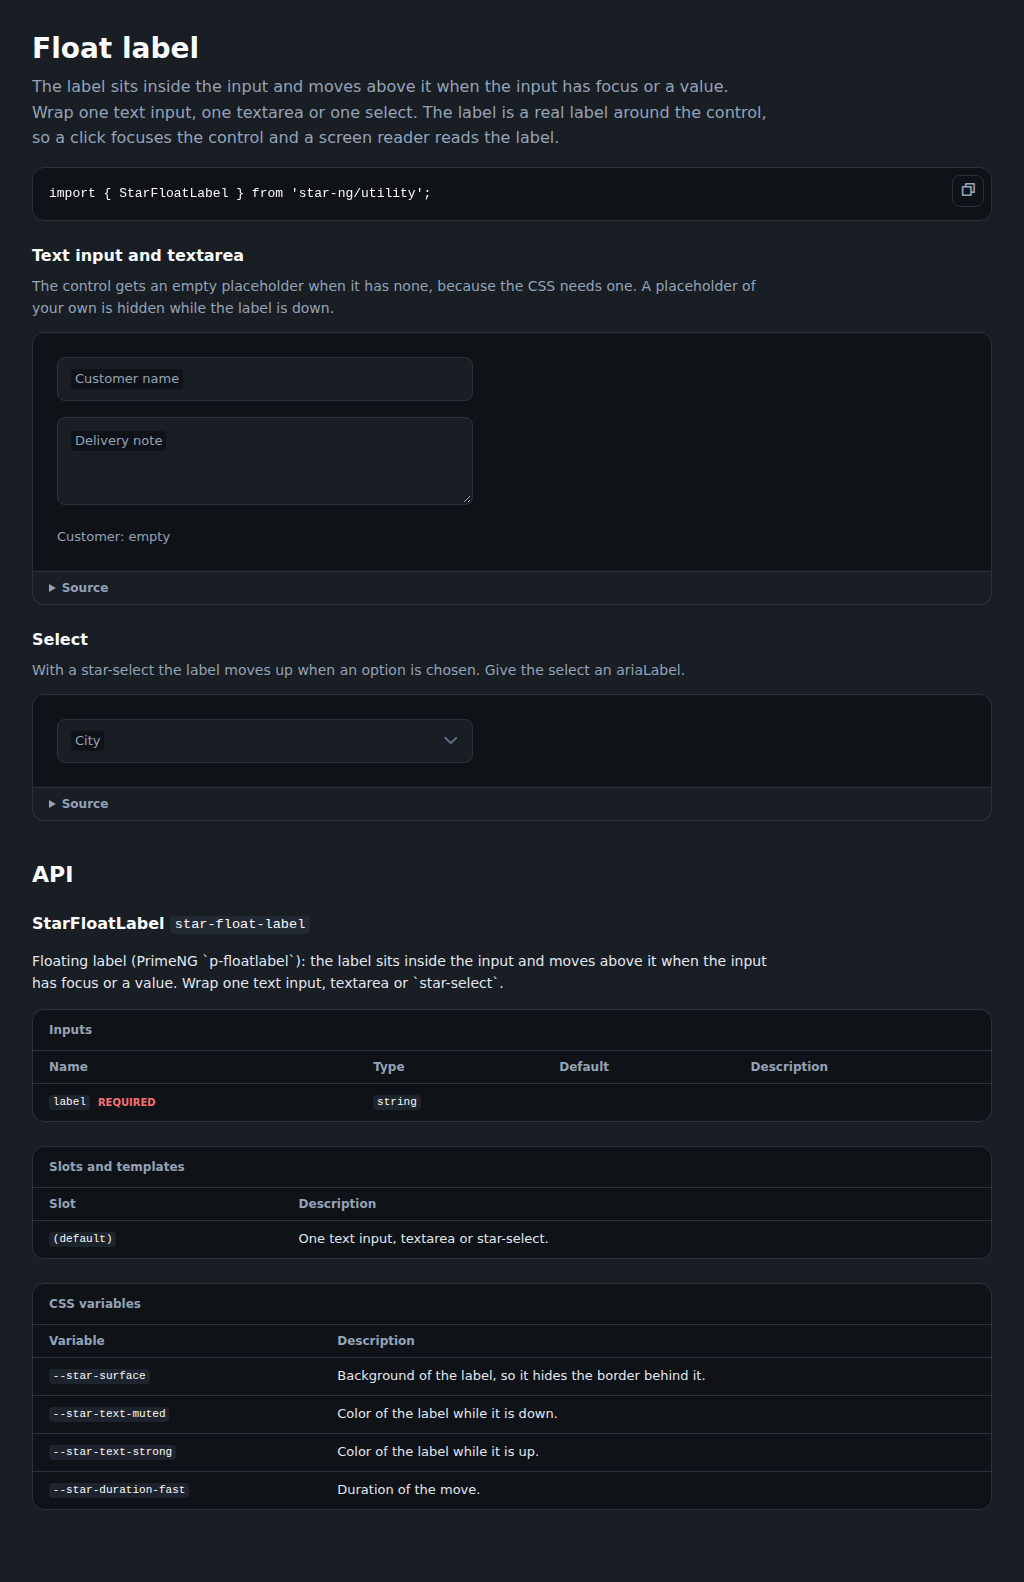 Float label
The label sits inside the input and moves above it when the input has focus or a value.
Wrap one text input, one textarea or one select. The label is a real label around the control,
so a click focuses the control and a screen reader reads the label.
import { StarFloatLabel } from 'star-ng/utility';
Text input and textarea
The control gets an empty placeholder when it has none, because the CSS needs one. A placeholder of
your own is hidden while the label is down.
Customer name
Delivery note
Customer: empty
Source
Select
With a star-select the label moves up when an option is chosen. Give the select an ariaLabel.
City
Source
API
StarFloatLabel star-float-label
Floating label (PrimeNG `p-floatlabel`): the label sits inside the input and moves above it when the input
has focus or a value. Wrap one text input, textarea or `star-select`.
Inputs
Name Type Default Description
label REQUIRED string
Slots and templates
Slot Description
(default) One text input, textarea or star-select.
CSS variables
Variable Description
--star-surface Background of the label, so it hides the border behind it.
--star-text-muted Color of the label while it is down.
--star-text-strong Color of the label while it is up.
--star-duration-fast Duration of the move.